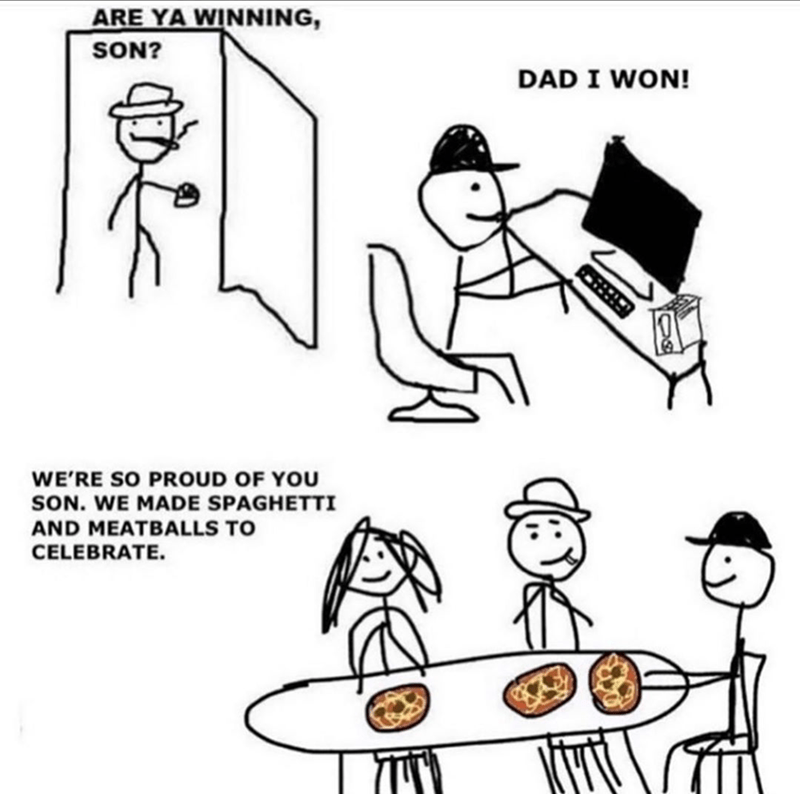 ARE YA WINNING,
SON?
DAD I WON!
WE'RE SO PROUD OF YOU
SON. WE MADE SPAGHETTI
AND MEATBALLS TO
CELEBRATE.